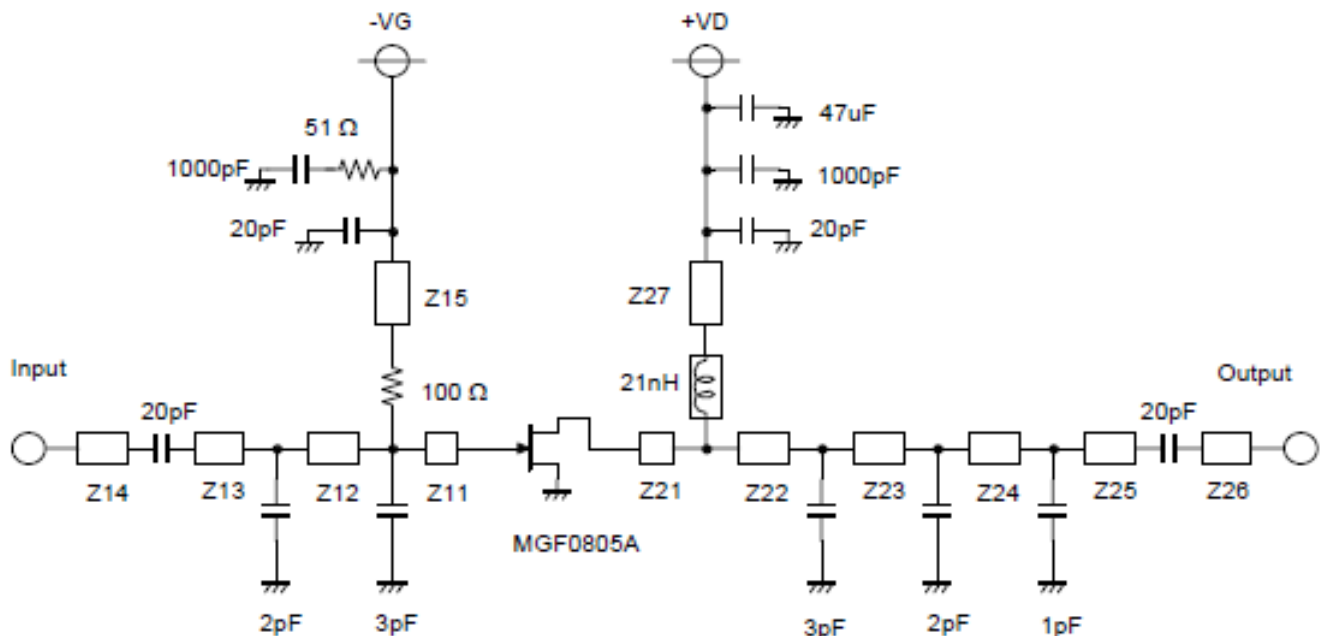 -VG
+VD
47uF
51 Ω
1000pF
1000pF
20pF
20pF
Z15
Z27
Input
21nH
Output
100 Ω
20pF
20pF
Z14
Z13
Z12
Z11
Z21
Z22
Z23
Z24
Z25
Z26
MGF0805A
2pF
3pF
3pF
2pF
1pF